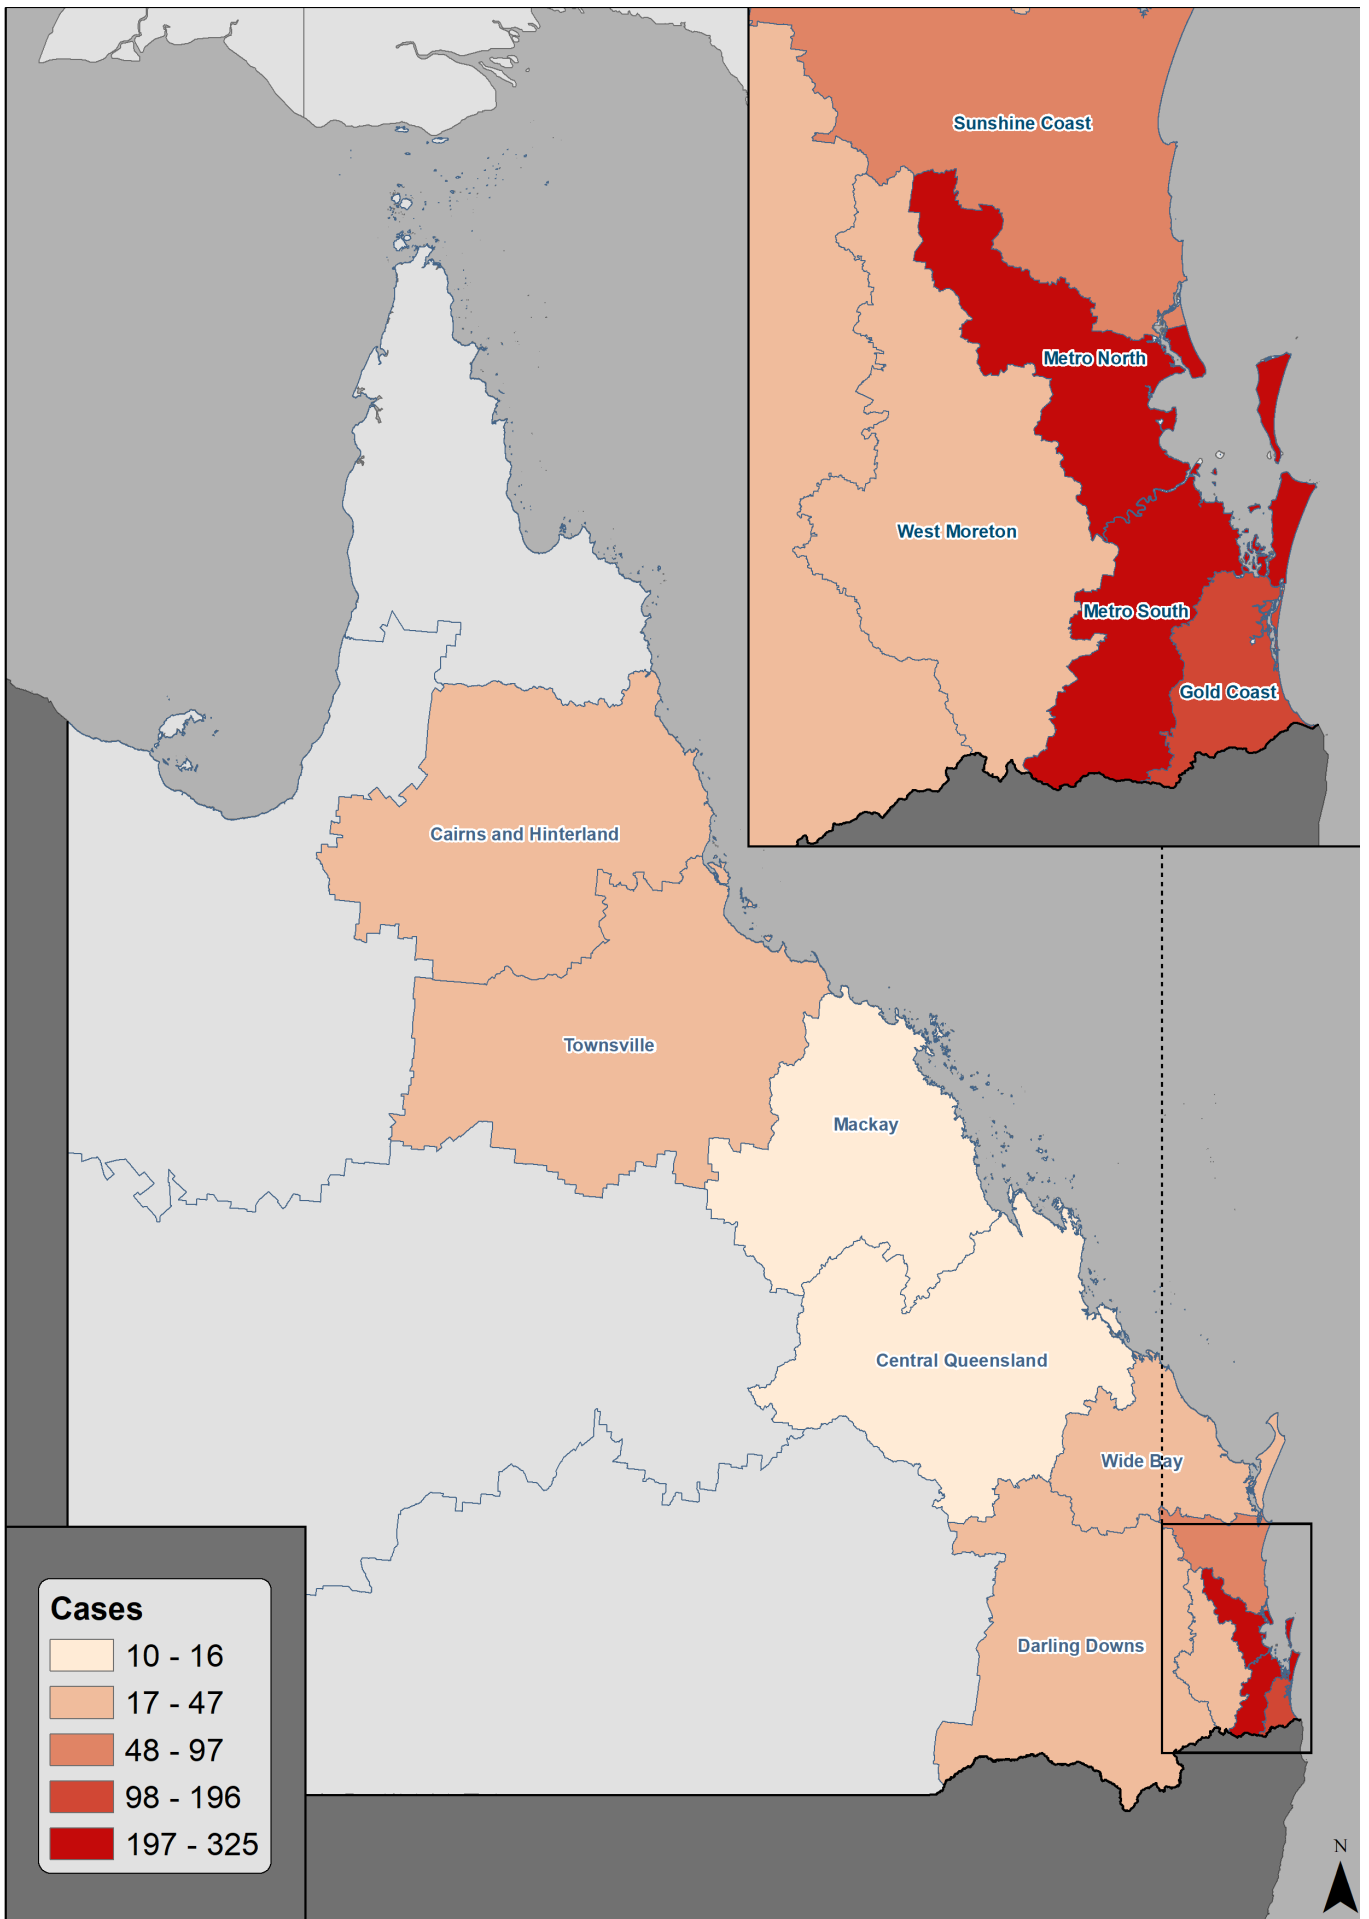 Sunshine Coast
Metro North
West Moreton
Metro South
Gold Coast
Cairns and Hinterland
Townsville
Mackay
Central Queensland
Wide Bay
Darling Downs
Cases
10 - 16
17 - 47
48 - 97
98 - 196
197 - 325
N